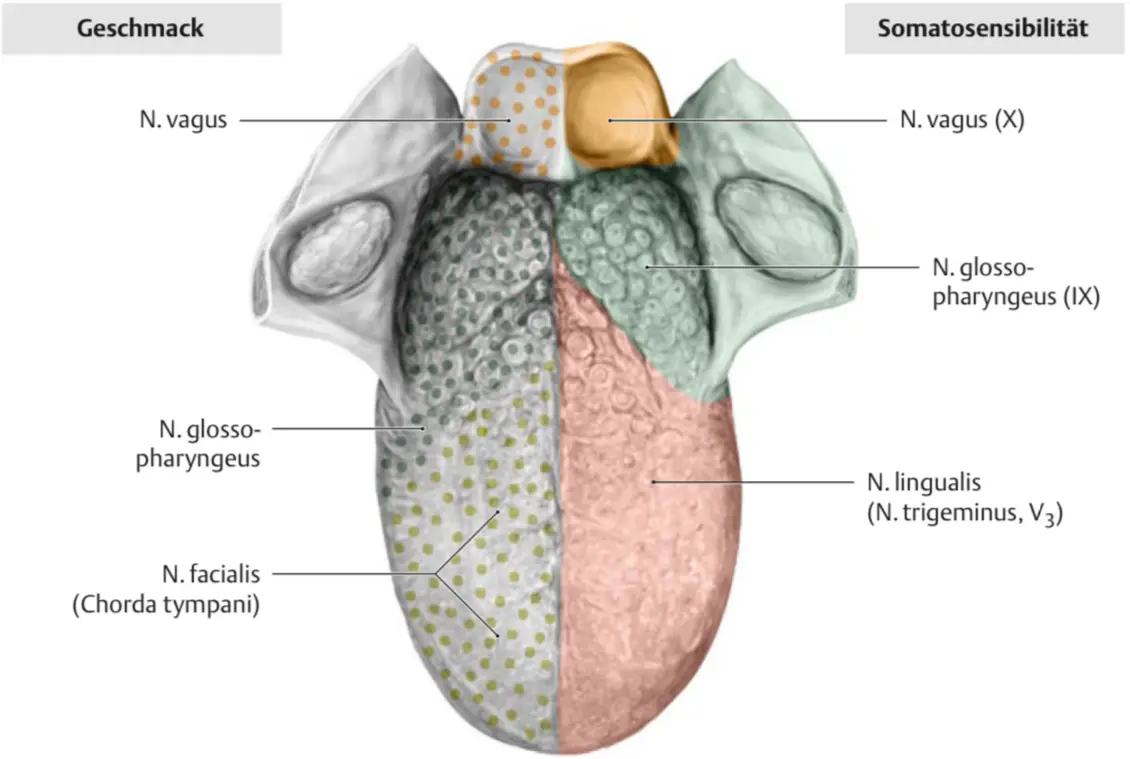 Geschmack
Somatosensibilität
N. vagus
N. vagus (X)
N. glosso-
pharyngeus (IX)
N. glosso-
pharyngeus
N. lingualis
(N. trigeminus, V₃)
N. facialis
(Chorda tympani)